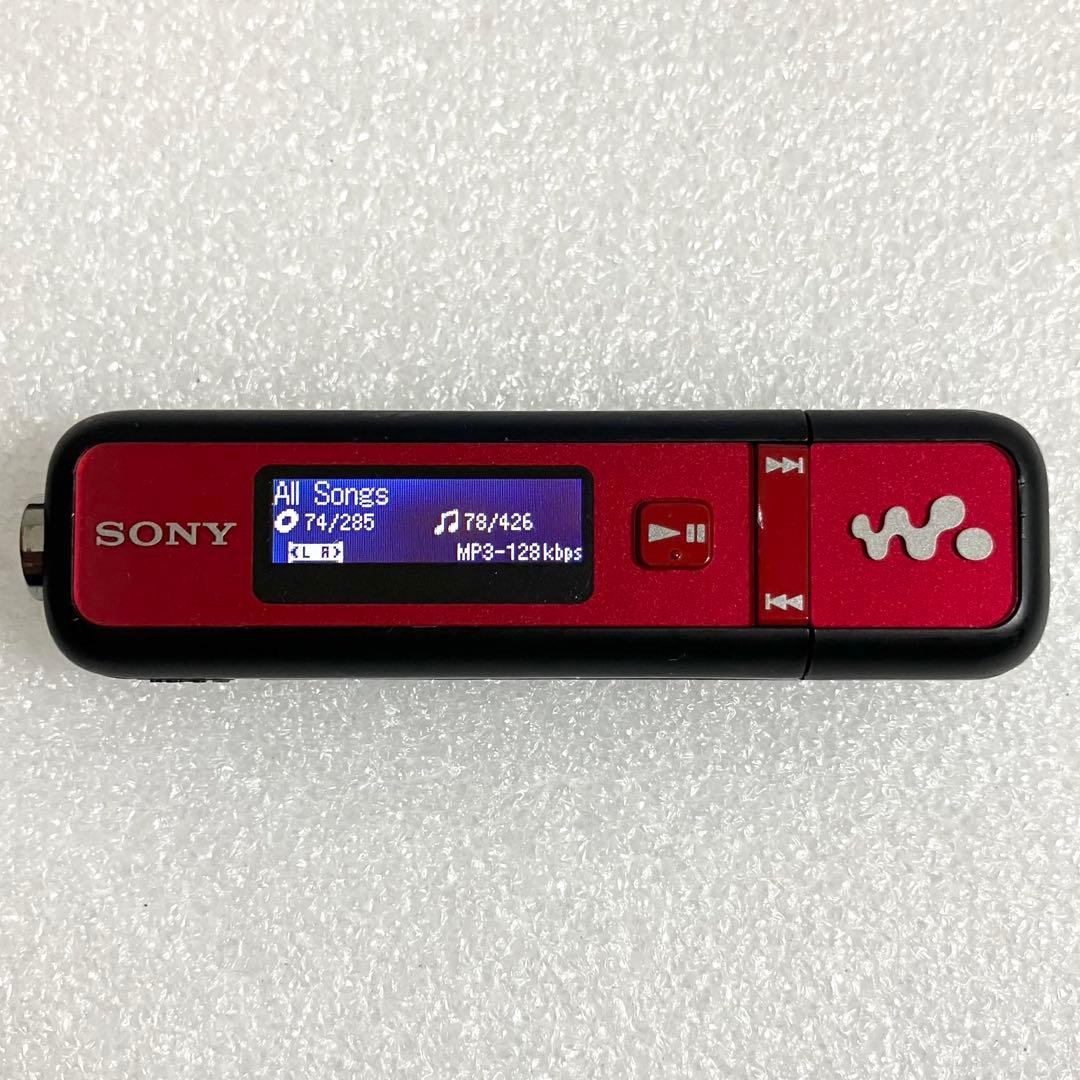 SONY
All Songs
74/285 78/426
L R MP3-128kbps